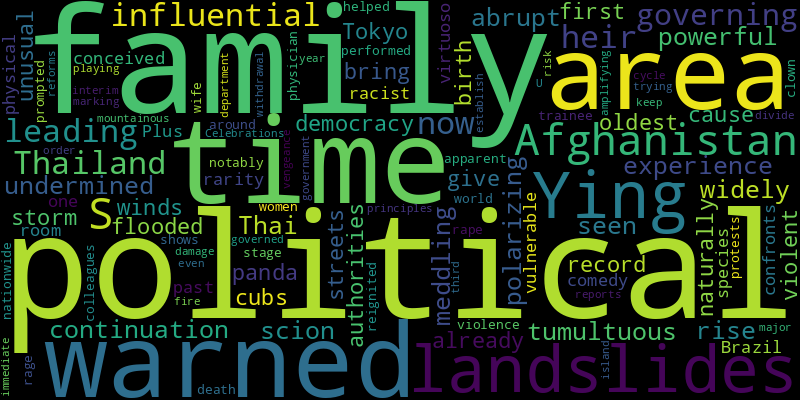 helped
first
governing
influential
Tokyo
abrupt
family
heir
powerful
conceived
performed
unusual
physical
playing
year
physician
bring
virtuoso
birth
area
clown
prompted
interim
marking
wife
department
withdrawal
racist
establish
amplifying
U
risk
cycle
trying
reforms
mountainous
keep
leading
Plus
Celebrations
around
democracy
now
trainee
oldest
cause
divide
Afghanistan
order
time
vengeance
government
apparent
Thailand
notably
experience
undermined
rarity
give
world
polarizing
Ying
widely
one
S
winds
women
principles
storm
flooded
Thai
streets
authorities
meddling
rape
vulnerable
seen
naturally
species
protests
confronts
violent
room
shows
governed
political
nationwide
colleagues
damage
even
stage
panda
reignited
third
record
comedy
past
cubs
fire
reports
continuation
scion
violence
tumultuous
rise
major
already
Brazil
immediate
rage
warned
death
landslides
island